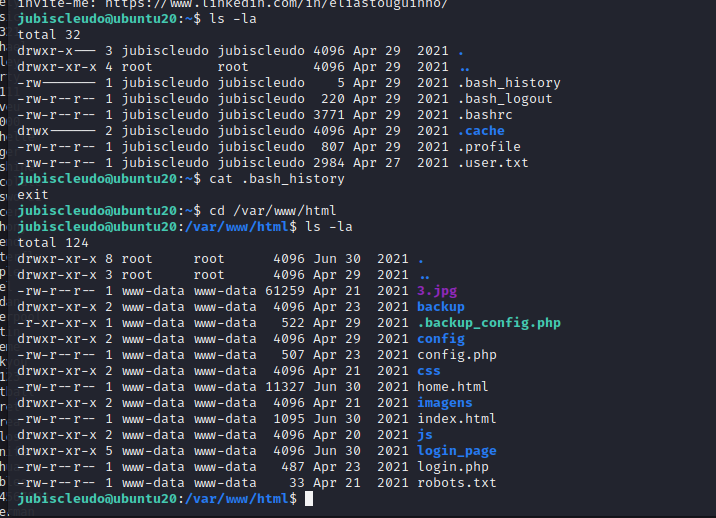 invite-me: https://www.linkedin.com/in/eliastouguinho/
jubiscleudo@ubuntu20:~$ ls -la
total 32
drwxr-x--- 3 jubiscleudo jubiscleudo 4096 Apr 29  2021 .
drwxr-xr-x 4 root        root        4096 Apr 29  2021 ..
-rw------- 1 jubiscleudo jubiscleudo    5 Apr 29  2021 .bash_history
-rw-r--r-- 1 jubiscleudo jubiscleudo  220 Apr 29  2021 .bash_logout
-rw-r--r-- 1 jubiscleudo jubiscleudo 3771 Apr 29  2021 .bashrc
drwx------ 2 jubiscleudo jubiscleudo 4096 Apr 29  2021 .cache
-rw-r--r-- 1 jubiscleudo jubiscleudo  807 Apr 29  2021 .profile
-rw-r--r-- 1 jubiscleudo jubiscleudo 2984 Apr 27  2021 .user.txt
jubiscleudo@ubuntu20:~$ cat .bash_history
exit
jubiscleudo@ubuntu20:~$ cd /var/www/html
jubiscleudo@ubuntu20:/var/www/html$ ls -la
total 124
drwxr-xr-x 8 root     root      4096 Jun 30  2021 .
drwxr-xr-x 3 root     root      4096 Apr 29  2021 ..
-rw-r--r-- 1 www-data www-data 61259 Apr 21  2021 3.jpg
drwxr-xr-x 2 www-data www-data  4096 Apr 23  2021 backup
-r-xr-xr-x 1 www-data www-data   522 Apr 29  2021 .backup_config.php
drwxr-xr-x 2 www-data www-data  4096 Apr 29  2021 config
-rw-r--r-- 1 www-data www-data   507 Apr 23  2021 config.php
drwxr-xr-x 2 www-data www-data  4096 Apr 21  2021 css
-rw-r--r-- 1 www-data www-data 11327 Jun 30  2021 home.html
drwxr-xr-x 2 www-data www-data  4096 Apr 21  2021 imagens
-rw-r--r-- 1 www-data www-data  1095 Jun 30  2021 index.html
drwxr-xr-x 2 www-data www-data  4096 Apr 20  2021 js
drwxr-xr-x 5 www-data www-data  4096 Jun 30  2021 login_page
-rw-r--r-- 1 www-data www-data   487 Apr 23  2021 login.php
-rw-r--r-- 1 www-data www-data    33 Apr 21  2021 robots.txt
jubiscleudo@ubuntu20:/var/www/html$